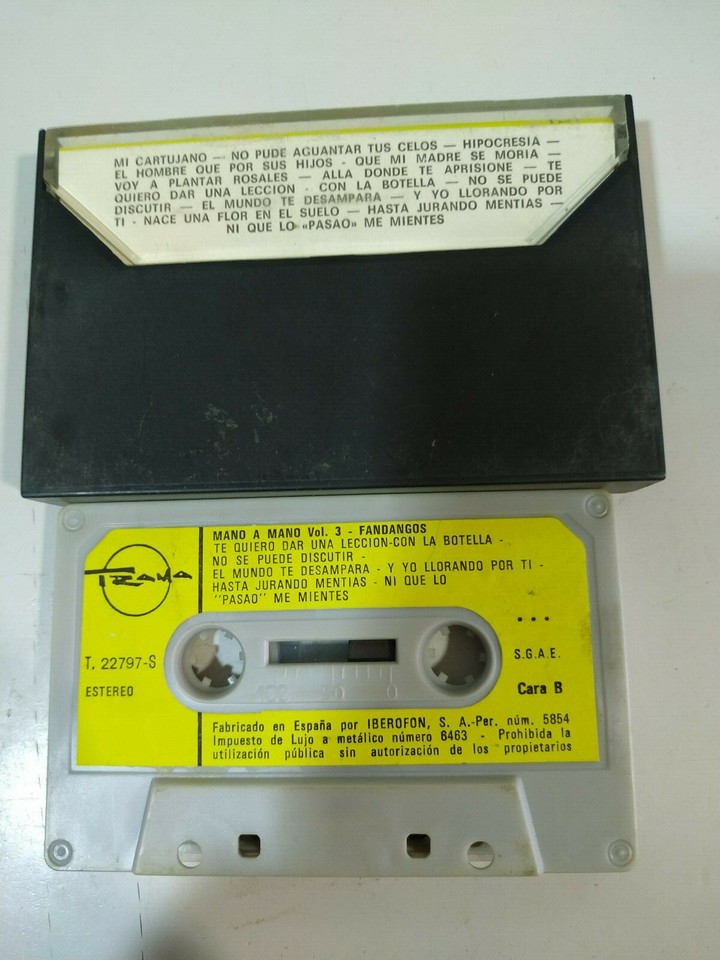 MI CARTUJANO — NO PUDE AGUANTAR TUS CELOS — HIPOCRESIA —
EL HOMBRE QUE POR SUS HIJOS - QUE MI MADRE SE MORIA —
VOY A PLANTAR ROSALES — ALLA DONDE TE APRISIONE — TE
QUIERO DAR UNA LECCION - CON LA BOTELLA — NO SE PUEDE
DISCUTIR — EL MUNDO TE DESAMPARA — Y YO LLORANDO POR
TI - NACE UNA FLOR EN EL SUELO — HASTA JURANDO MENTIAS —
NI QUE LO «PASAO» ME MIENTES
TRAMA
T. 22797-S
ESTEREO
MANO A MANO Vol. 3 - FANDANGOS
TE QUIERO DAR UNA LECCION-CON LA BOTELLA -
NO SE PUEDE DISCUTIR -
EL MUNDO TE DESAMPARA - Y YO LLORANDO POR TI -
HASTA JURANDO MENTIAS - NI QUE LO
"PASAO" ME MIENTES
100 50 0
S.G.A.E.
Cara B
Fabricado en España por IBEROFON, S. A.-Per. núm. 5854
Impuesto de Lujo a metálico número 6463 - Prohibida la
utilización pública sin autorización de los propietarios